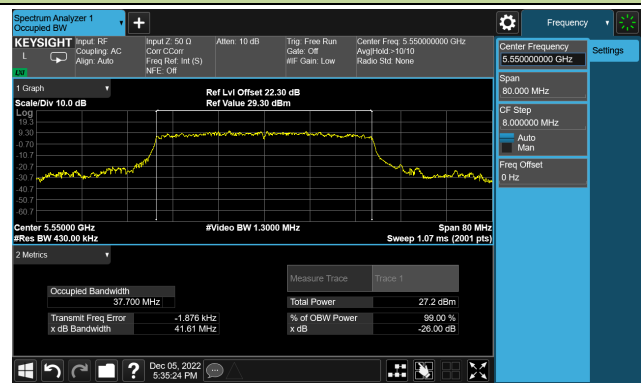 Spectrum Analyzer 1
Occupied BW
+
Frequency
KEYSIGHT
L
LXI
Input: RF
Coupling: AC
Align: Auto
Input Z: 50 Ω
Corr CCorr
Freq Ref: Int (S)
NFE: Off
Atten: 10 dB
Trig: Free Run
Gate: Off
#IF Gain: Low
Center Freq: 5.550000000 GHz
Avg|Hold:>10/10
Radio Std: None
Center Frequency
5.550000000 GHz
Settings
Span
80.000 MHz
CF Step
8.000000 MHz
Auto
Man
Freq Offset
0 Hz
1 Graph
Scale/Div 10.0 dB
Ref Lvl Offset 22.30 dB
Ref Value 29.30 dBm
Log
19.3
9.30
-0.70
-10.7
-20.7
-30.7
-40.7
-50.7
-60.7
Center 5.55000 GHz
#Res BW 430.00 kHz
#Video BW 1.3000 MHz
Span 80 MHz
Sweep 1.07 ms (2001 pts)
2 Metrics
Measure Trace
Trace 1
Occupied Bandwidth
37.700 MHz
Total Power
27.2 dBm
Transmit Freq Error
-1.876 kHz
% of OBW Power
99.00 %
x dB Bandwidth
41.61 MHz
x dB
-26.00 dB
?
Dec 05, 2022
5:35:24 PM